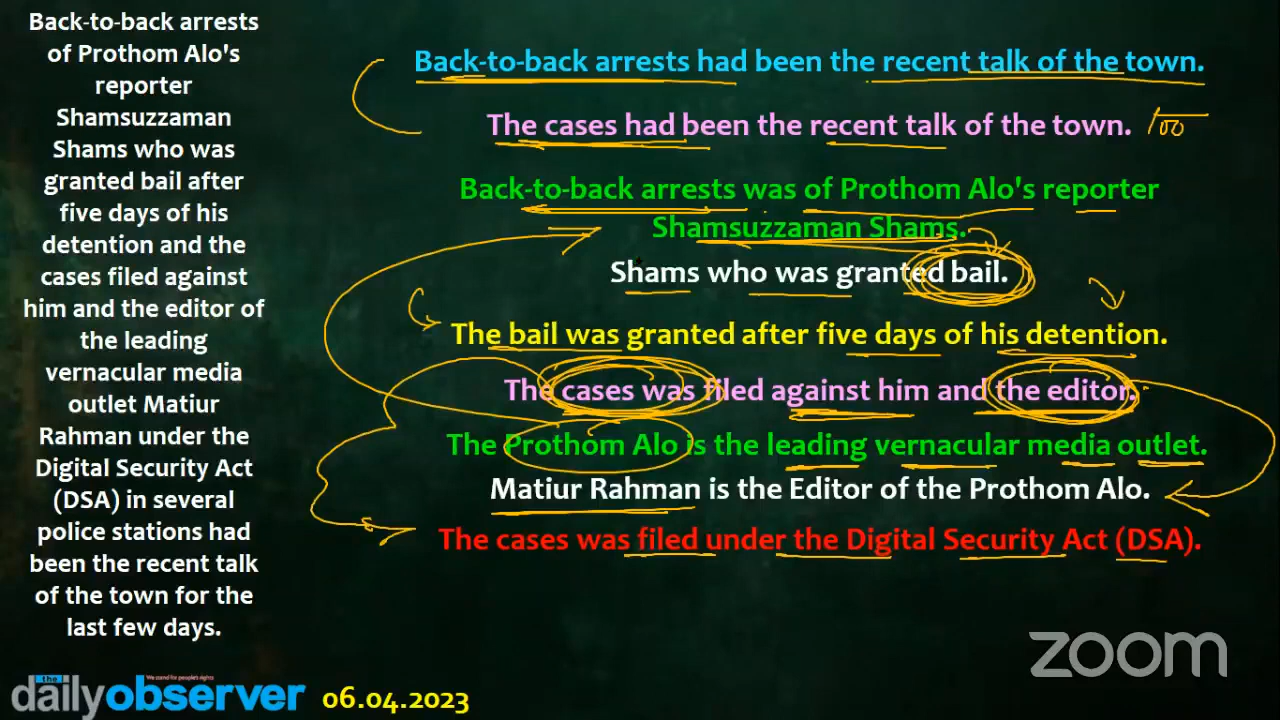 Back-to-back arrests
of Prothom Alo's
reporter
Shamsuzzaman
Shams who was
granted bail after
five days of his
detention and the
cases filed against
him and the editor of
the leading
vernacular media
outlet Matiur
Rahman under the
Digital Security Act
(DSA) in several
police stations had
been the recent talk
of the town for the
last few days.
Back-to-back arrests had been the recent talk of the town.
The cases had been the recent talk of the town.
Back-to-back arrests was of Prothom Alo's reporter
Shamsuzzaman Shams.
Shams who was granted bail.
The bail was granted after five days of his detention.
The cases was filed against him and the editor.
The Prothom Alo is the leading vernacular media outlet.
Matiur Rahman is the Editor of the Prothom Alo.
The cases was filed under the Digital Security Act (DSA).
zoom
the
We stand for people's rights
dailyobserver
06.04.2023